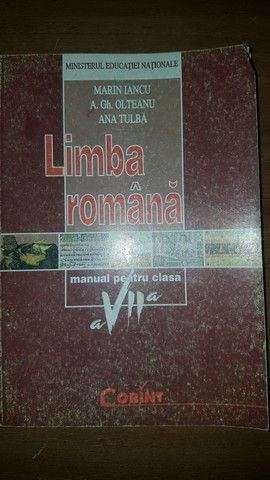 MINISTERUL EDUCAȚIEI NAȚIONALE
MARIN IANCU
A. Gh. OLTEANU
ANA TULBĂ
Limba
română
manual pentru clasa
a VII a
CORINT